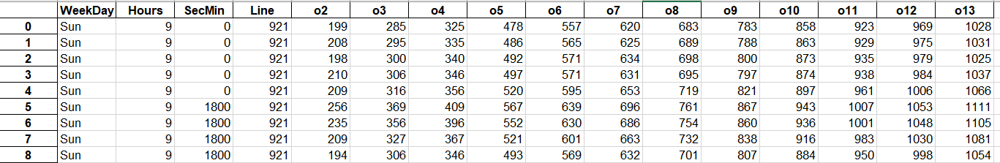 WeekDay Hours SecMin Line o2 o3 o4 o5 o6 o7 o8 o9 o10 o11 o12 o13
0 Sun 9 0 921 199 285 325 478 557 620 683 783 858 923 969 1028
1 Sun 9 0 921 208 295 335 486 565 625 689 788 863 929 975 1031
2 Sun 9 0 921 198 300 340 492 571 634 698 800 873 935 979 1025
3 Sun 9 0 921 210 306 346 497 571 631 695 797 874 938 984 1037
4 Sun 9 0 921 209 316 356 520 595 653 719 821 897 961 1006 1066
5 Sun 9 1800 921 256 369 409 567 639 696 761 867 943 1007 1053 1111
6 Sun 9 1800 921 235 356 396 552 630 686 754 860 936 1001 1048 1105
7 Sun 9 1800 921 209 327 367 521 601 663 732 838 916 983 1030 1081
8 Sun 9 1800 921 194 306 346 493 569 632 701 807 884 950 998 1054